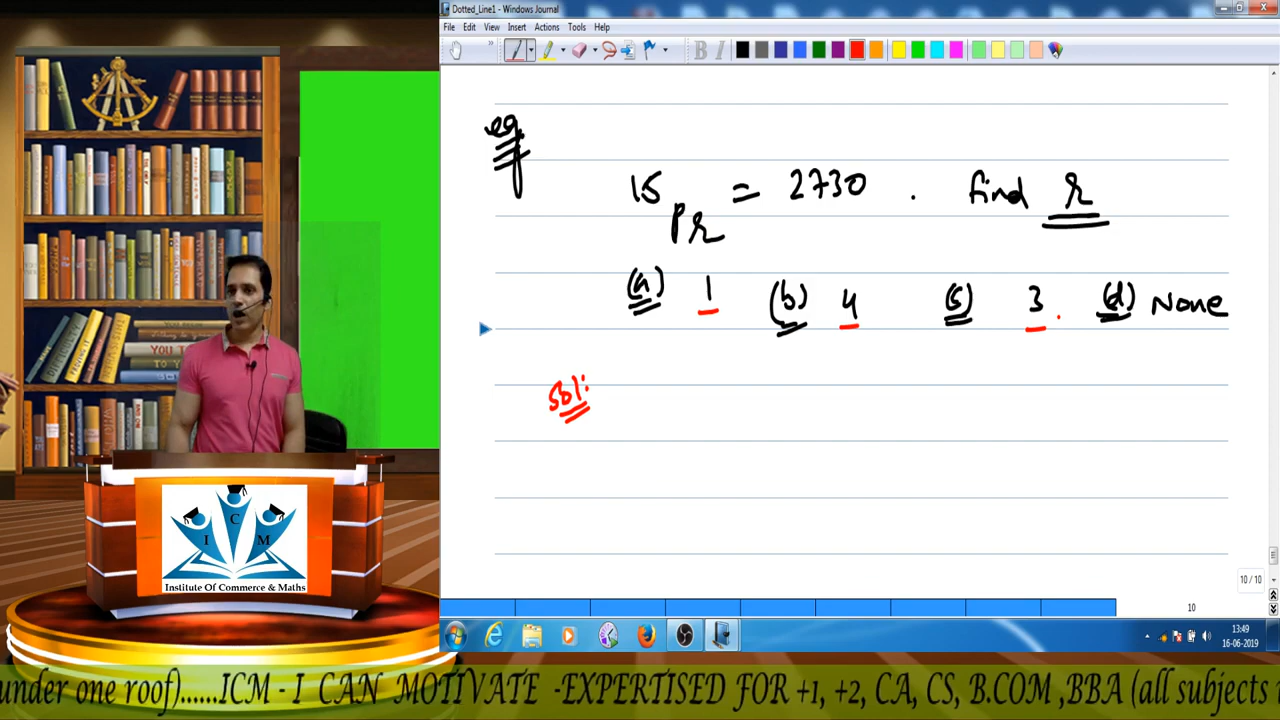 Dotted_Line1 - Windows Journal
File Edit View Insert Actions Tools Help
B I
eg
15
Pr = 2730 . find r
(a) 1 (b) 4 (c) 3 . (d) None
Sol:
I C M
Institute Of Commerce & Maths
10 / 10
10
13:49
16-06-2019
under one roof)......ICM - I CAN MOTIVATE -EXPERTISED FOR +1, +2, CA, CS, B.COM ,BBA (all subjects